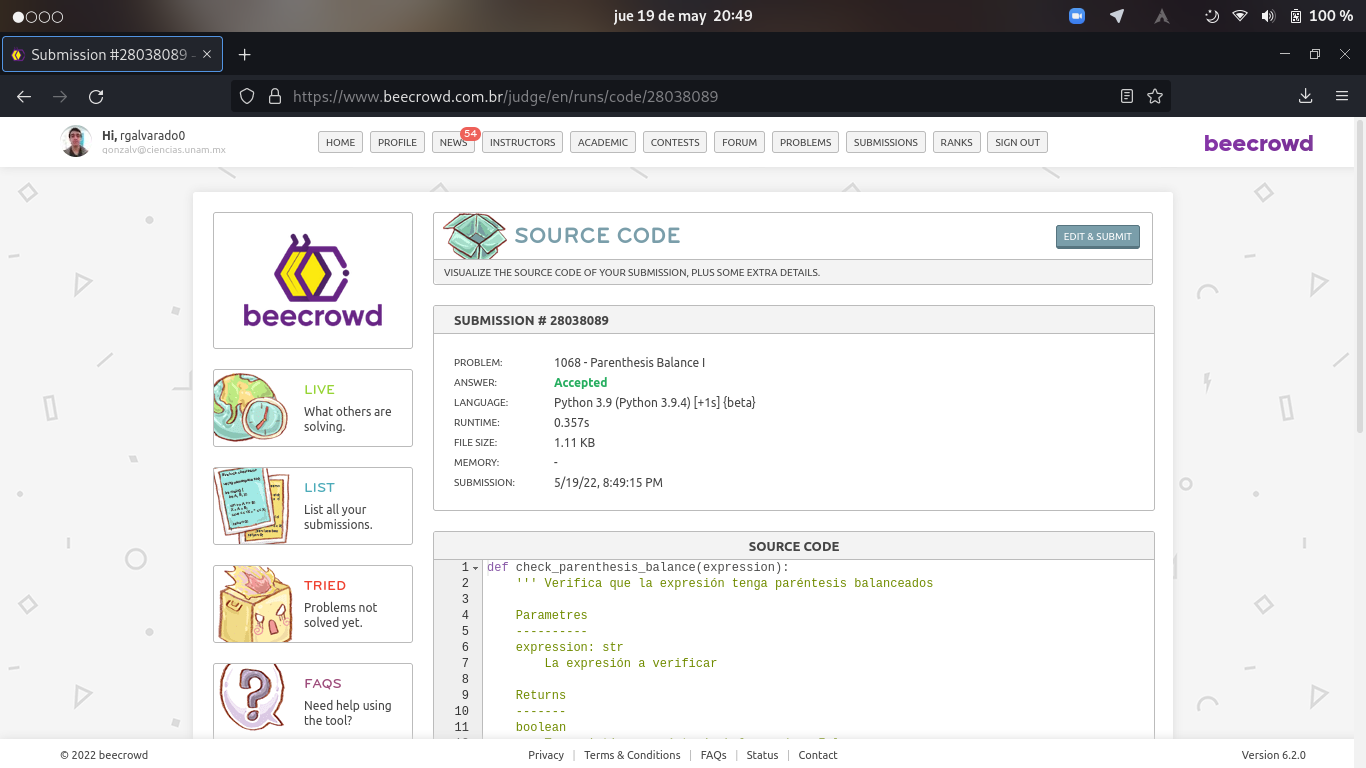 jue 19 de may 20:49
100 %
Submission #28038089 -
https://www.beecrowd.com.br/judge/en/runs/code/28038089
Hi, rgalvarado0
gonzalv@ciencias.unam.mx
HOME
PROFILE
NEWS
54
INSTRUCTORS
ACADEMIC
CONTESTS
FORUM
PROBLEMS
SUBMISSIONS
RANKS
SIGN OUT
beecrowd
beecrowd
LIVE
What others are
solving.
LIST
List all your
submissions.
TRIED
Problems not
solved yet.
FAQS
Need help using
the tool?
SOURCE CODE
EDIT & SUBMIT
VISUALIZE THE SOURCE CODE OF YOUR SUBMISSION, PLUS SOME EXTRA DETAILS.
SUBMISSION # 28038089
PROBLEM: 1068 - Parenthesis Balance I
ANSWER: Accepted
LANGUAGE: Python 3.9 (Python 3.9.4) [+1s] {beta}
RUNTIME: 0.357s
FILE SIZE: 1.11 KB
MEMORY: -
SUBMISSION: 5/19/22, 8:49:15 PM
SOURCE CODE
1 def check_parenthesis_balance(expression):
2 ''' Verifica que la expresión tenga paréntesis balanceados
3
4 Parametres
5 ----------
6 expression: str
7 La expresión a verificar
8
9 Returns
10 -------
11 boolean
© 2022 beecrowd
Privacy | Terms & Conditions | FAQs | Status | Contact
Version 6.2.0